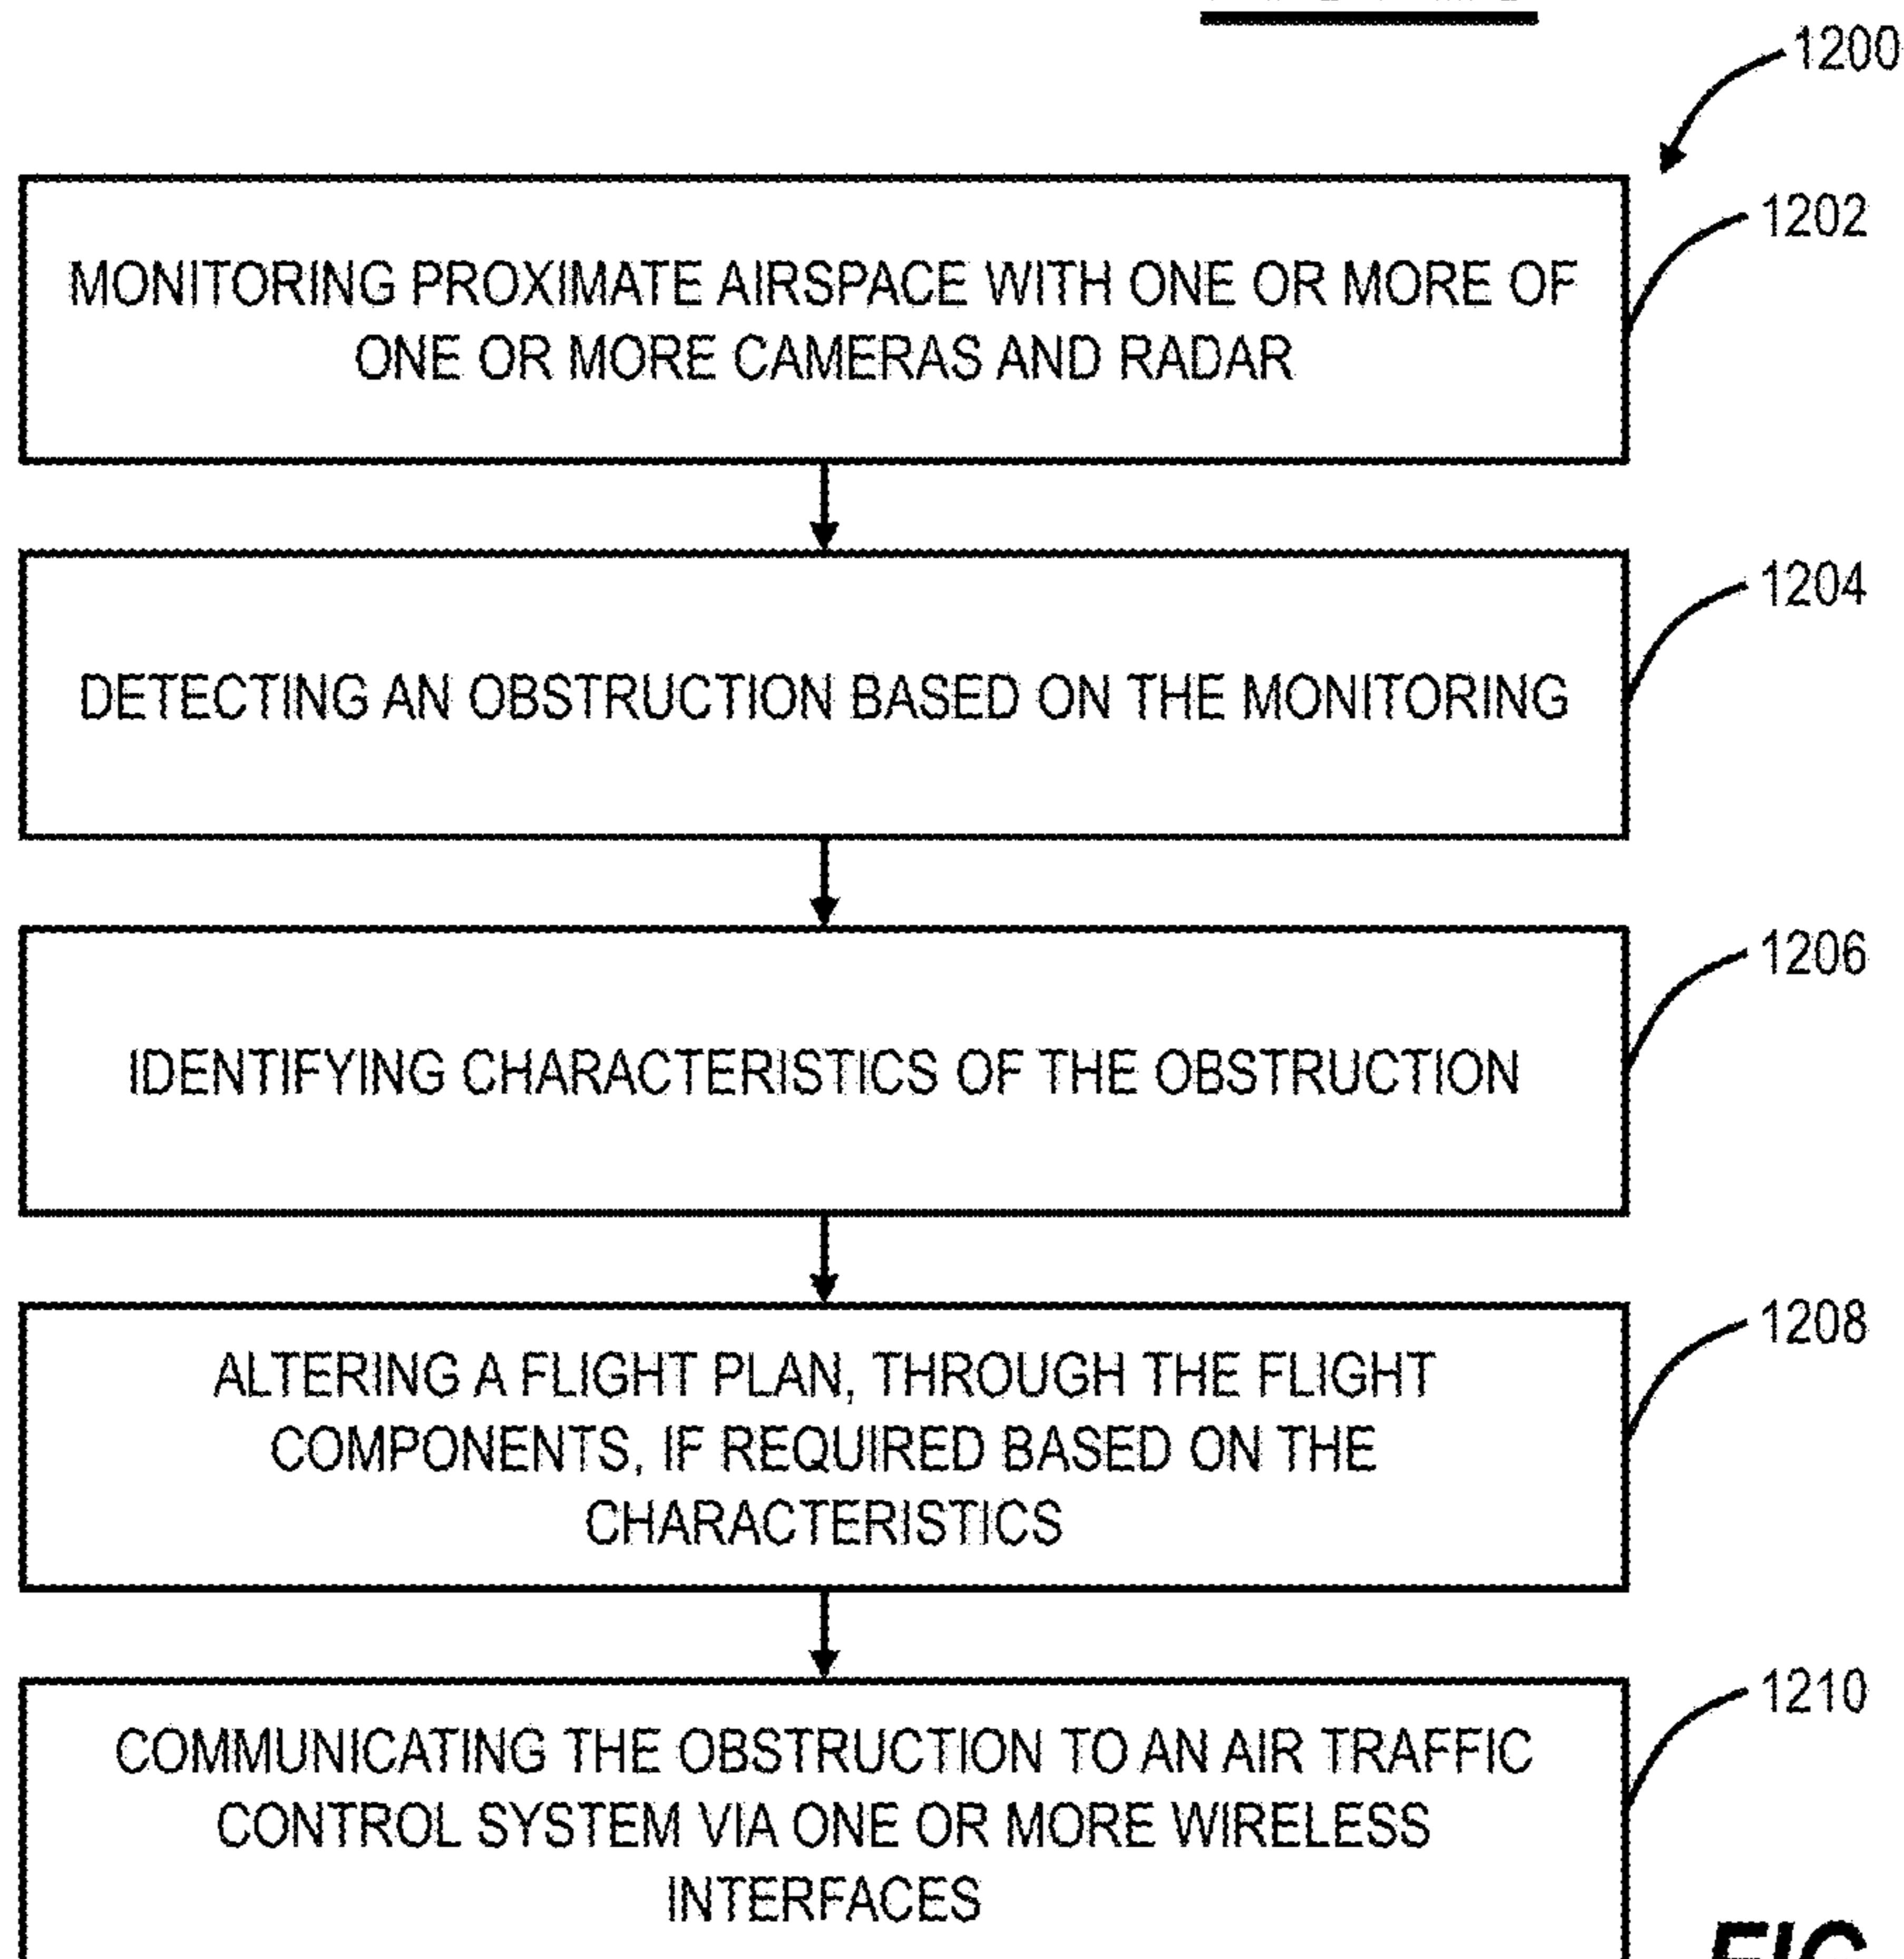 1200
1202
MONITORING PROXIMATE AIRSPACE WITH ONE OR MORE OF
ONE OR MORE CAMERAS AND RADAR
1204
DETECTING AN OBSTRUCTION BASED ON THE MONITORING
1206
IDENTIFYING CHARACTERISTICS OF THE OBSTRUCTION
1208
ALTERING A FLIGHT PLAN, THROUGH THE FLIGHT
COMPONENTS, IF REQUIRED BASED ON THE
CHARACTERISTICS
1210
COMMUNICATING THE OBSTRUCTION TO AN AIR TRAFFIC
CONTROL SYSTEM VIA ONE OR MORE WIRELESS
INTERFACES
FIG